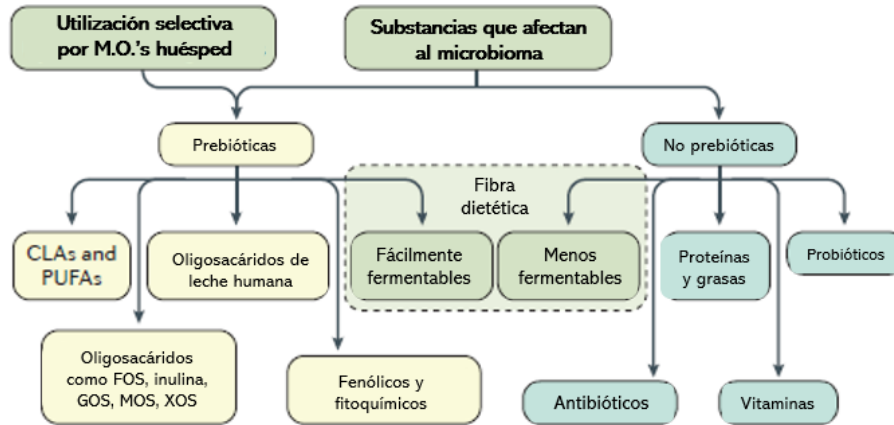 Utilización selectiva
por M.O.'s huésped
Substancias que afectan
al microbioma
Prebióticas
No prebióticas
Fibra
dietética
CLAs and
PUFAs
Oligosacáridos de
leche humana
Fácilmente
fermentables
Menos
fermentables
Proteínas
y grasas
Probióticos
Oligosacáridos
como FOS, inulina,
GOS, MOS, XOS
Fenólicos y
fitoquímicos
Antibióticos
Vitaminas